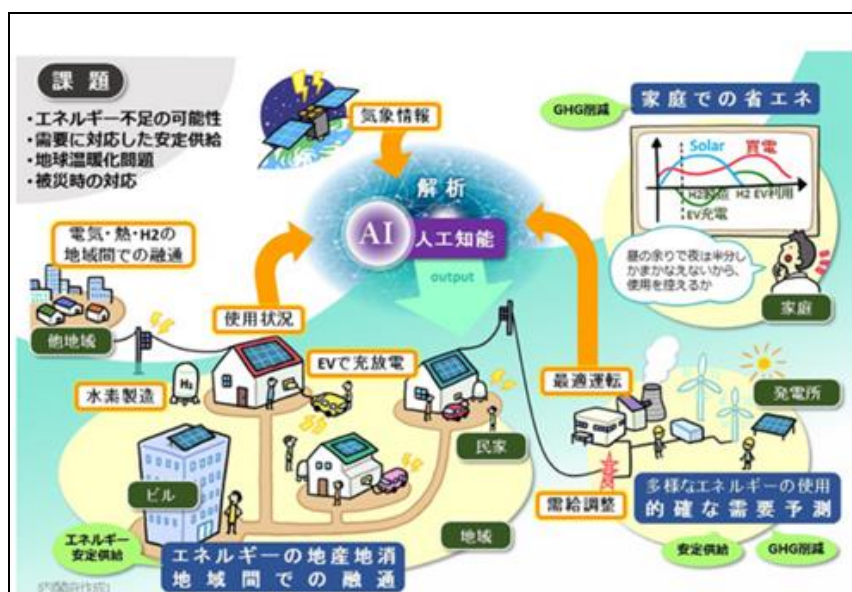 課題
・エネルギー不足の可能性
・需要に対応した安定供給
・地球温暖化問題
・被災時の対応
気象情報
GHG削減
家庭での省エネ
Solar
買電
H2製造
H2 EV利用
EV充電
昼の余りで夜は半分し
かまかなえないから、
使用を控えるか
家庭
解析
AI
人工知能
output
電気・熱・H2の
地域間での融通
他地域
使用状況
水素製造
H2
EVで充放電
民家
ビル
地域
エネルギー
安定供給
エネルギーの地産地消
地域間での融通
最適運転
発電所
需給調整
多様なエネルギーの使用
的確な需要予測
安定供給
GHG削減